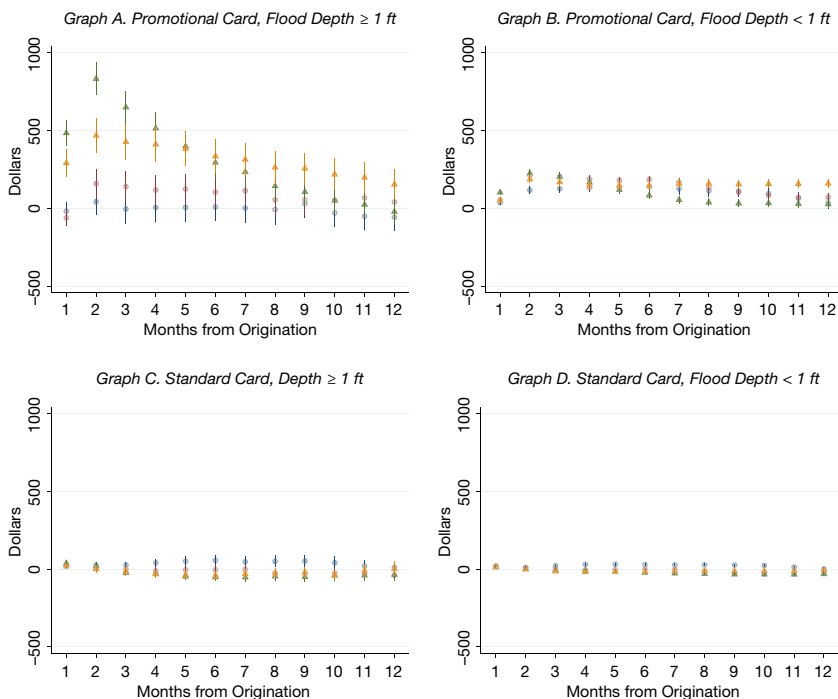 Graph A. Promotional Card, Flood Depth ≥ 1 ft
1000
500
0
−500
Dollars
1 2 3 4 5 6 7 8 9 10 11 12
Months from Origination
Graph B. Promotional Card, Flood Depth < 1 ft
1000
500
0
−500
Dollars
1 2 3 4 5 6 7 8 9 10 11 12
Months from Origination
Graph C. Standard Card, Depth ≥ 1 ft
1000
500
0
−500
Dollars
1 2 3 4 5 6 7 8 9 10 11 12
Months from Origination
Graph D. Standard Card, Flood Depth < 1 ft
1000
500
0
−500
Dollars
1 2 3 4 5 6 7 8 9 10 11 12
Months from Origination